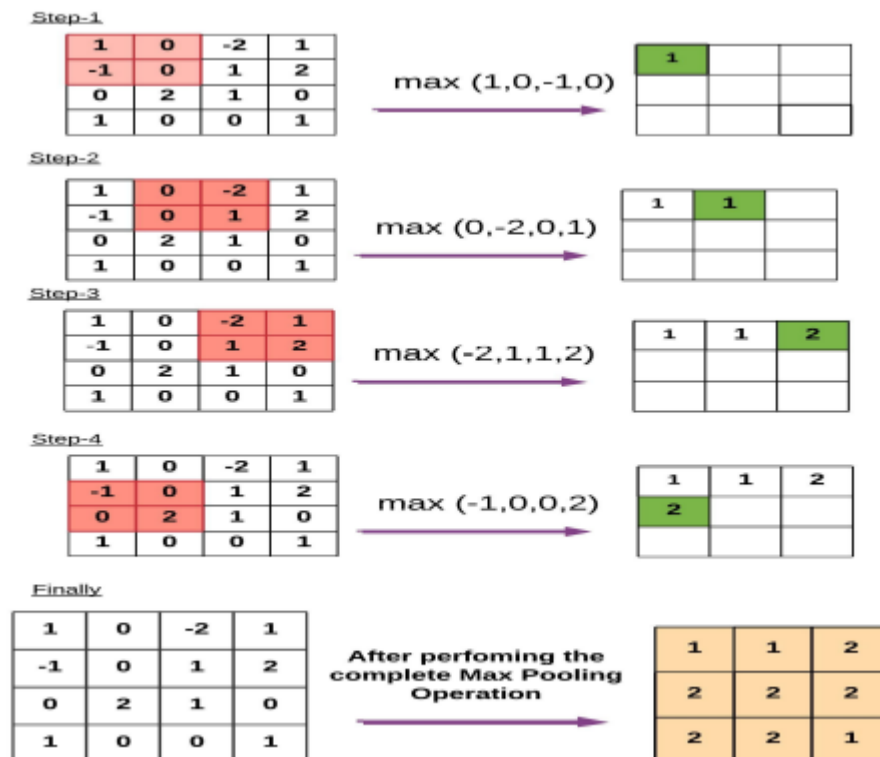 Step-1
1 0 -2 1
-1 0 1 2
0 2 1 0
1 0 0 1
max (1,0,-1,0)
1
Step-2
1 0 -2 1
-1 0 1 2
0 2 1 0
1 0 0 1
max (0,-2,0,1)
1 1
Step-3
1 0 -2 1
-1 0 1 2
0 2 1 0
1 0 0 1
max (-2,1,1,2)
1 1 2
Step-4
1 0 -2 1
-1 0 1 2
0 2 1 0
1 0 0 1
max (-1,0,0,2)
1 1 2
2
Finally
1 0 -2 1
-1 0 1 2
0 2 1 0
1 0 0 1
After perfoming the
complete Max Pooling
Operation
1 1 2
2 2 2
2 2 1